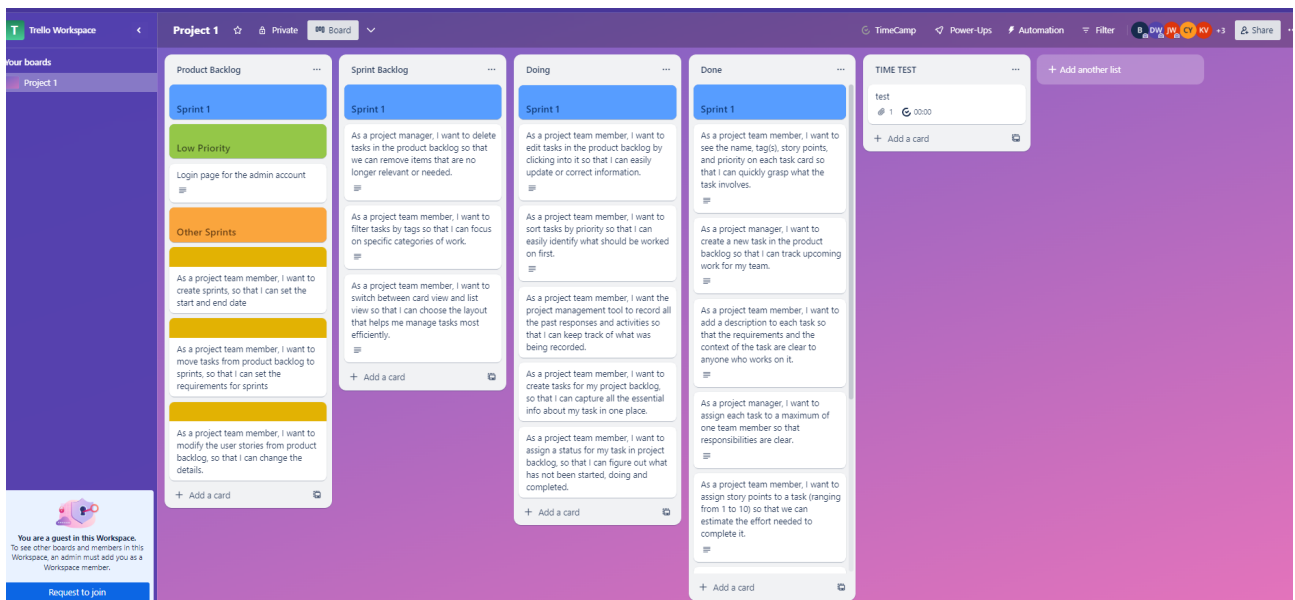 T Trello Workspace
Project 1
Private
Board
TimeCamp
Power-Ups
Automation
Filter
B
DW
JW
CY
KV
+3
Share
Your boards
Project 1
You are a guest in this Workspace.
To see other boards and members in this
Workspace, an admin must add you as a
Workspace member.
Request to join
Product Backlog
Sprint 1
Low Priority
Login page for the admin account
Other Sprints
As a project team member, I want to
create sprints, so that I can set the
start and end date
As a project team member, I want to
move tasks from product backlog to
sprints, so that I can set the
requirements for sprints
As a project team member, I want to
modify the user stories from product
backlog, so that I can change the
details.
+ Add a card
Sprint Backlog
Sprint 1
As a project manager, I want to delete
tasks in the product backlog so that
we can remove items that are no
longer relevant or needed.
As a project team member, I want to
filter tasks by tags so that I can focus
on specific categories of work.
As a project team member, I want to
switch between card view and list
view so that I can choose the layout
that helps me manage tasks most
efficiently.
+ Add a card
Doing
Sprint 1
As a project team member, I want to
edit tasks in the product backlog by
clicking into it so that I can easily
update or correct information.
As a project team member, I want to
sort tasks by priority so that I can
easily identify what should be worked
on first.
As a project team member, I want the
project management tool to record all
the past responses and activities so
that I can keep track of what was
being recorded.
As a project team member, I want to
create tasks for my project backlog,
so that I can capture all the essential
info about my task in one place.
As a project team member, I want to
assign a status for my task in project
backlog, so that I can figure out what
has not been started, doing and
completed.
+ Add a card
Done
Sprint 1
As a project team member, I want to
see the name, tag(s), story points,
and priority on each task card so
that I can quickly grasp what the
task involves.
As a project manager, I want to
create a new task in the product
backlog so that I can track upcoming
work for my team.
As a project team member, I want to
add a description to each task so
that the requirements and the
context of the task are clear to
anyone who works on it.
As a project manager, I want to
assign each task to a maximum of
one team member so that
responsibilities are clear.
As a project team member, I want to
assign story points to a task (ranging
from 1 to 10) so that we can
estimate the effort needed to
complete it.
+ Add a card
TIME TEST
test
1 00:00
+ Add a card
+ Add another list